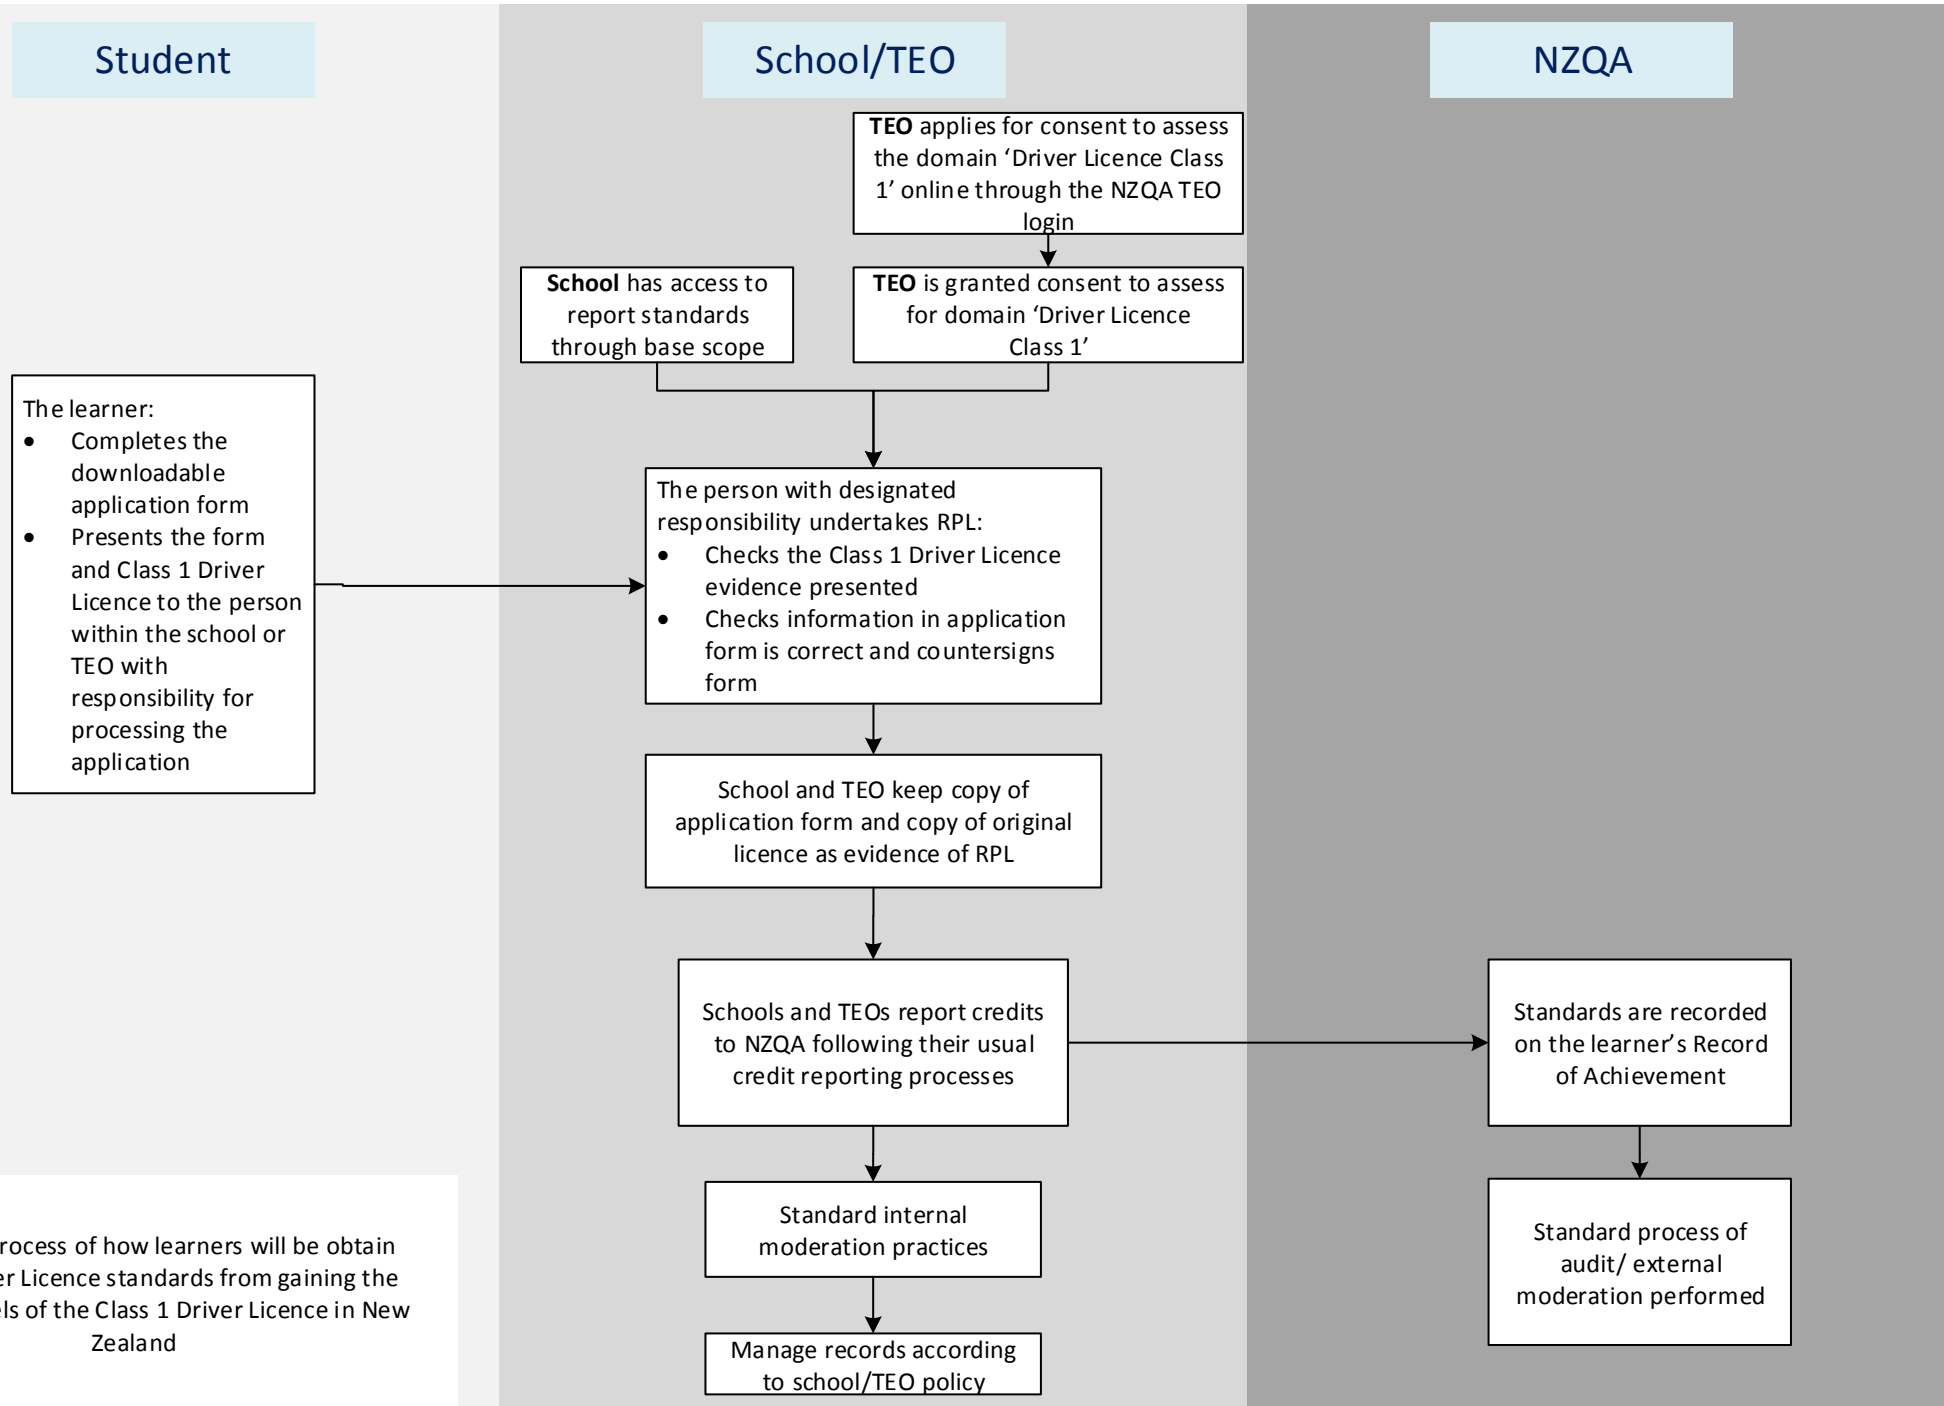 Student
School/TEO
NZQA
TEO applies for consent to assess
the domain ‘Driver Licence Class
1’ online through the NZQA TEO
login
School has access to
report standards
through base scope
TEO is granted consent to assess
for domain ‘Driver Licence
Class 1’
The learner:
• Completes the
downloadable
application form
• Presents the form
and Class 1 Driver
Licence to the person
within the school or
TEO with
responsibility for
processing the
application
The person with designated
responsibility undertakes RPL:
• Checks the Class 1 Driver Licence
evidence presented
• Checks information in application
form is correct and countersigns
form
School and TEO keep copy of
application form and copy of original
licence as evidence of RPL
Schools and TEOs report credits
to NZQA following their usual
credit reporting processes
Standards are recorded
on the learner’s Record
of Achievement
Standard internal
moderation practices
Standard process of
audit/ external
moderation performed
Manage records according
to school/TEO policy
of how learners will be obtain
Licence standards from gaining the
of the Class 1 Driver Licence in New
Zealand